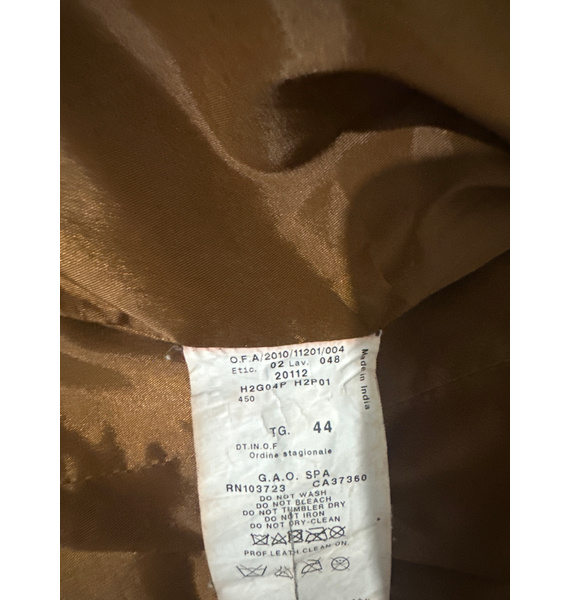 O.F.A/2010/11201/004
Etic. 02 Lav. 048
20112
H2G04P H2P01
450
Made in India
TG. 44
DT.IN.O.F
Ordine stagionale
G.A.O. SPA
RN103723 CA37360
DO NOT WASH
DO NOT BLEACH
DO NOT TUMBLER DRY
DO NOT IRON
DO NOT DRY-CLEAN
PROF.LEATH.CLEAN ON.